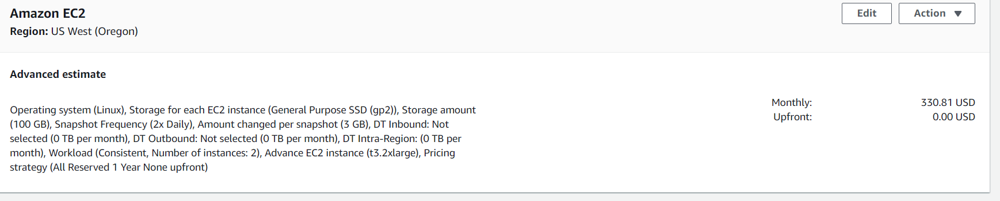 Amazon EC2
Edit
Action
Region: US West (Oregon)
Advanced estimate
Operating system (Linux), Storage for each EC2 instance (General Purpose SSD (gp2)), Storage amount
(100 GB), Snapshot Frequency (2x Daily), Amount changed per snapshot (3 GB), DT Inbound: Not
selected (0 TB per month), DT Outbound: Not selected (0 TB per month), DT Intra-Region: (0 TB per
month), Workload (Consistent, Number of instances: 2), Advance EC2 instance (t3.2xlarge), Pricing
strategy (All Reserved 1 Year None upfront)
Monthly: 330.81 USD
Upfront: 0.00 USD